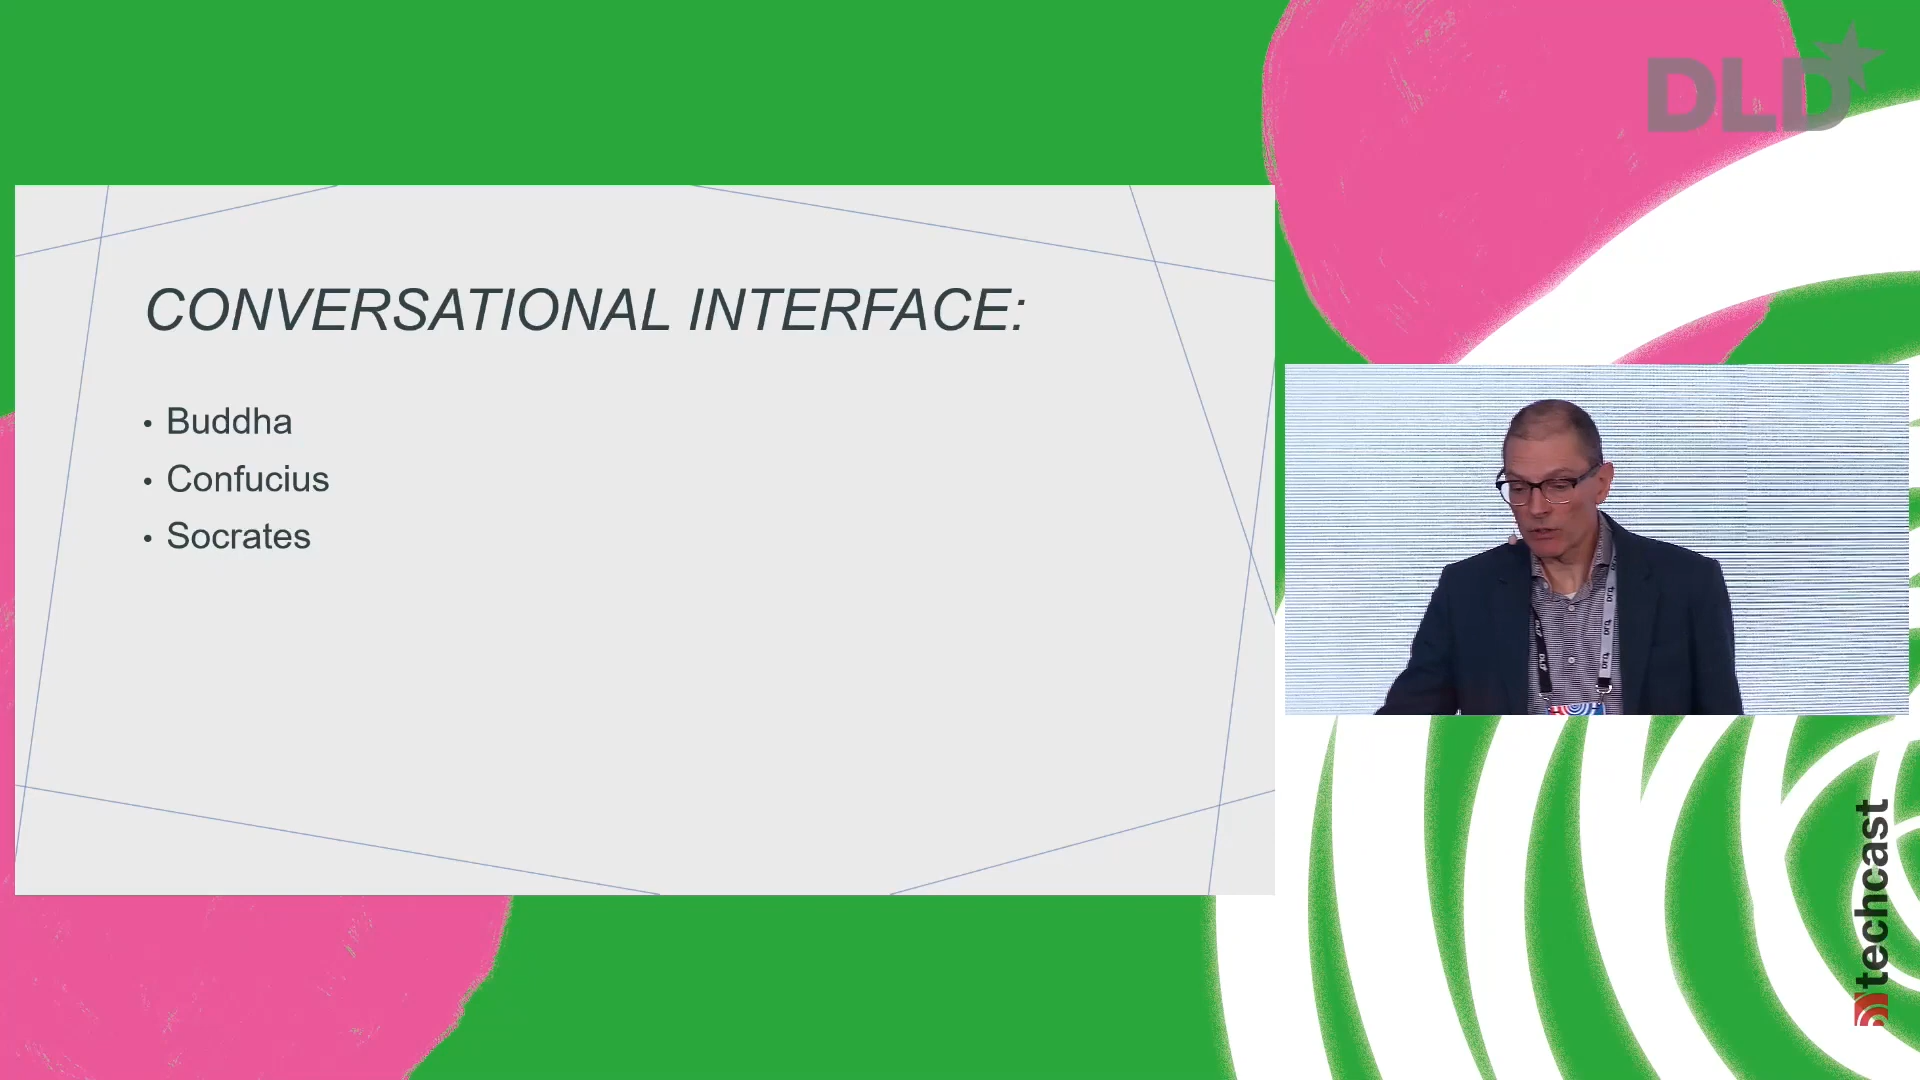 DLD
CONVERSATIONAL INTERFACE:
• Buddha
• Confucius
• Socrates
techcast